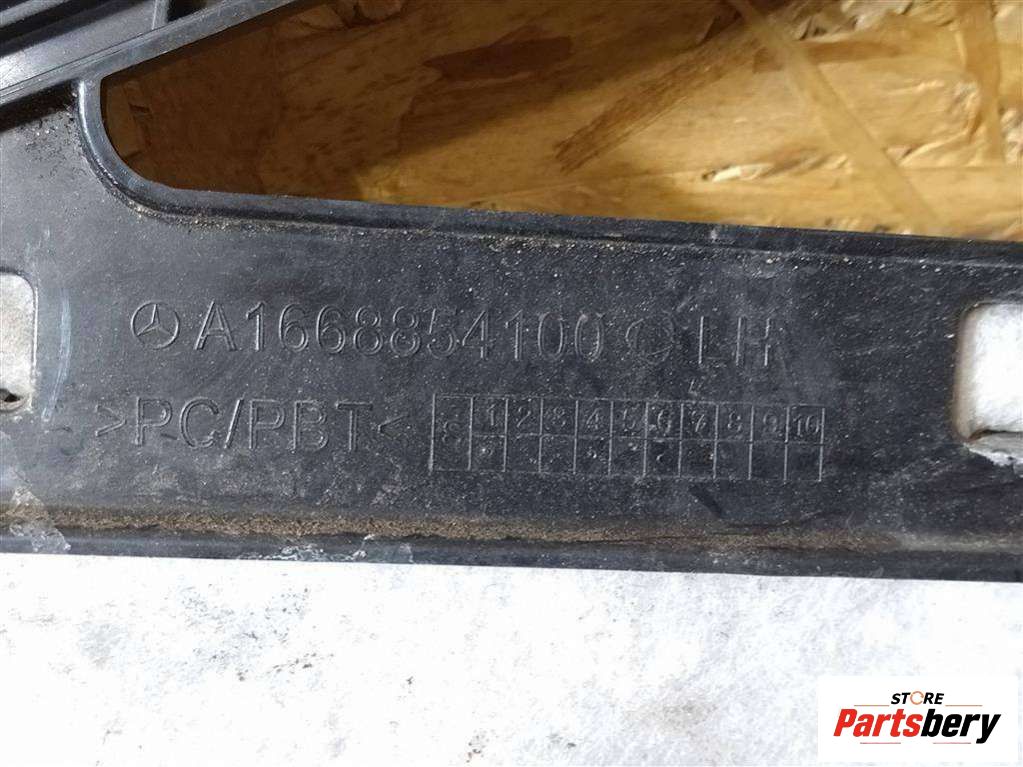 A1668854100 LH
>PC/PBT<
1 2 3 4 5 6 7 8 9 10
STORE
Partsbery